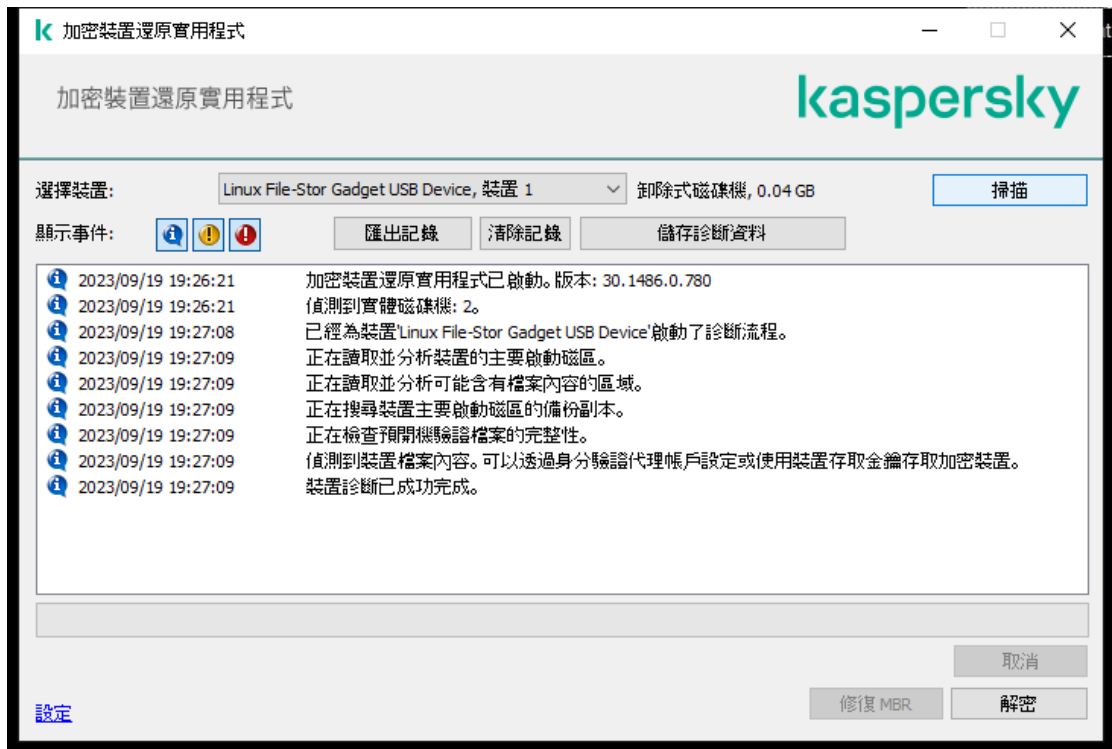 加密裝置還原實用程式
加密裝置還原實用程式
kaspersky
選擇裝置: Linux File-Stor Gadget USB Device, 裝置 1 卸除式磁碟機, 0.04 GB 掃描
顯示事件: 匯出記錄 清除記錄 儲存診斷資料
2023/09/19 19:26:21 加密裝置還原實用程式已啟動。版本: 30.1486.0.780
2023/09/19 19:26:21 偵測到實體磁碟機: 2。
2023/09/19 19:27:08 已經為裝置'Linux File-Stor Gadget USB Device'啟動了診斷流程。
2023/09/19 19:27:09 正在讀取並分析裝置的主要啟動磁區。
2023/09/19 19:27:09 正在讀取並分析可能含有檔案內容的區域。
2023/09/19 19:27:09 正在搜尋裝置主要啟動磁區的備份副本。
2023/09/19 19:27:09 正在檢查預開機驗證檔案的完整性。
2023/09/19 19:27:09 偵測到裝置檔案內容。可以透過身分驗證代理帳戶設定或使用裝置存取金鑰存取加密裝置。
2023/09/19 19:27:09 裝置診斷已成功完成。
取消
設定 修復 MBR 解密